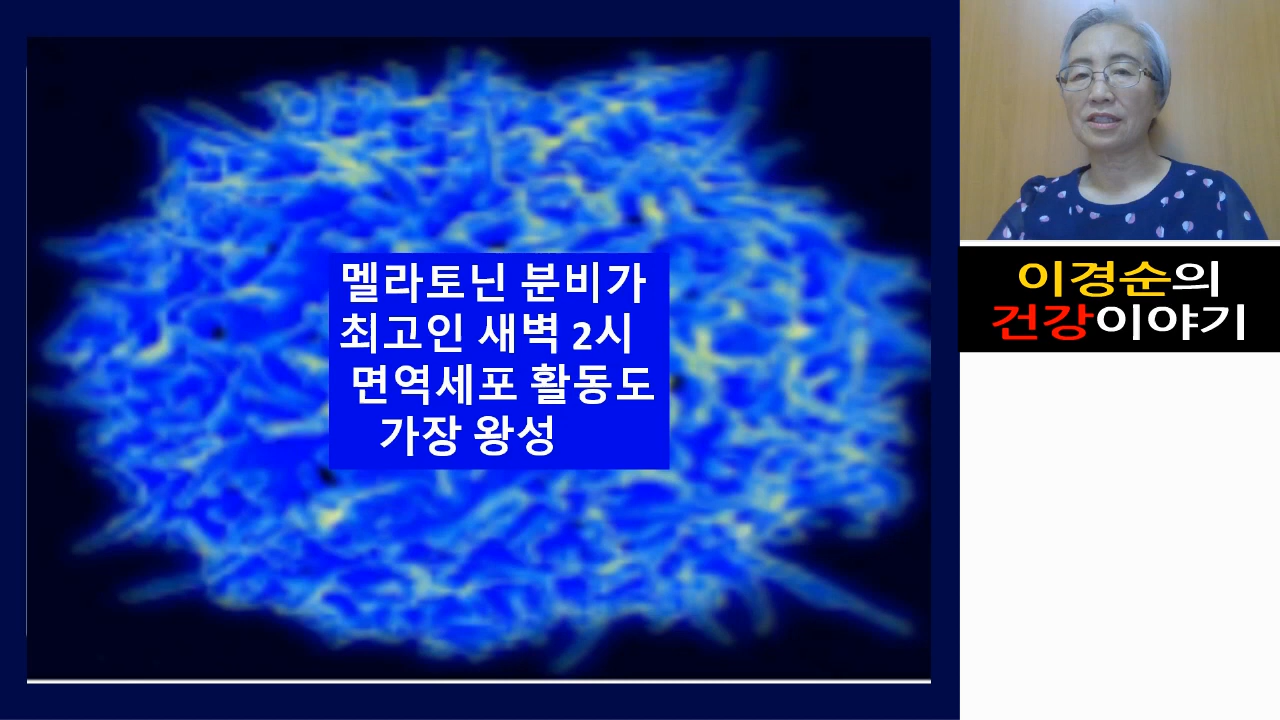 멜라토닌 분비가
최고인 새벽 2시
면역세포 활동도
가장 왕성
이경순의
건강이야기